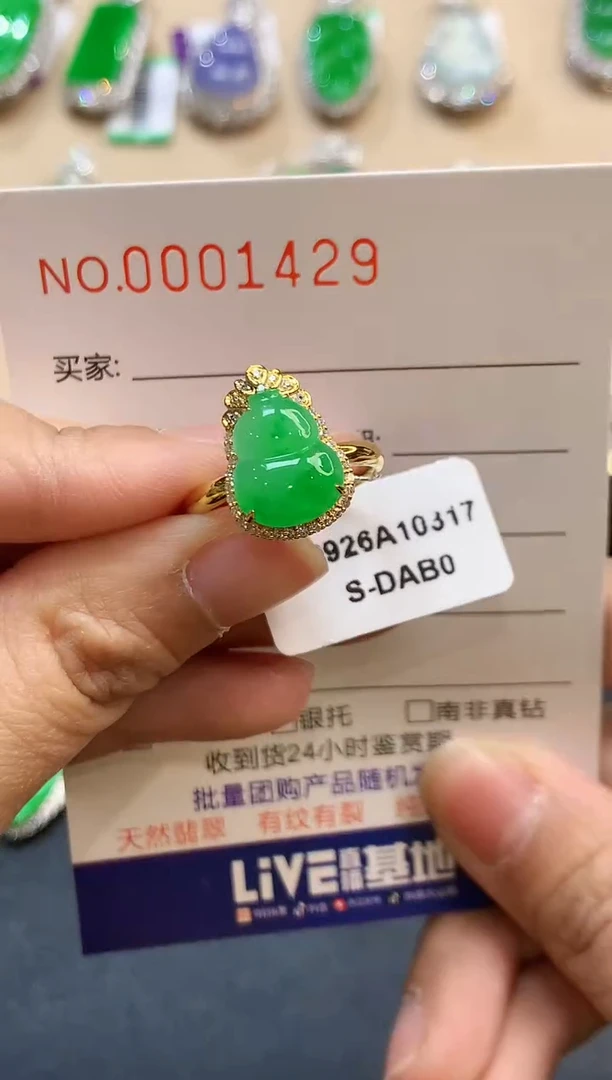 NO.0001429
买家:
926A10317
S-DAB0
银托 □南非真钻
收到货24小时鉴赏期
批量团购产品随机
天然翡翠 有纹有裂
LiVE直播基地